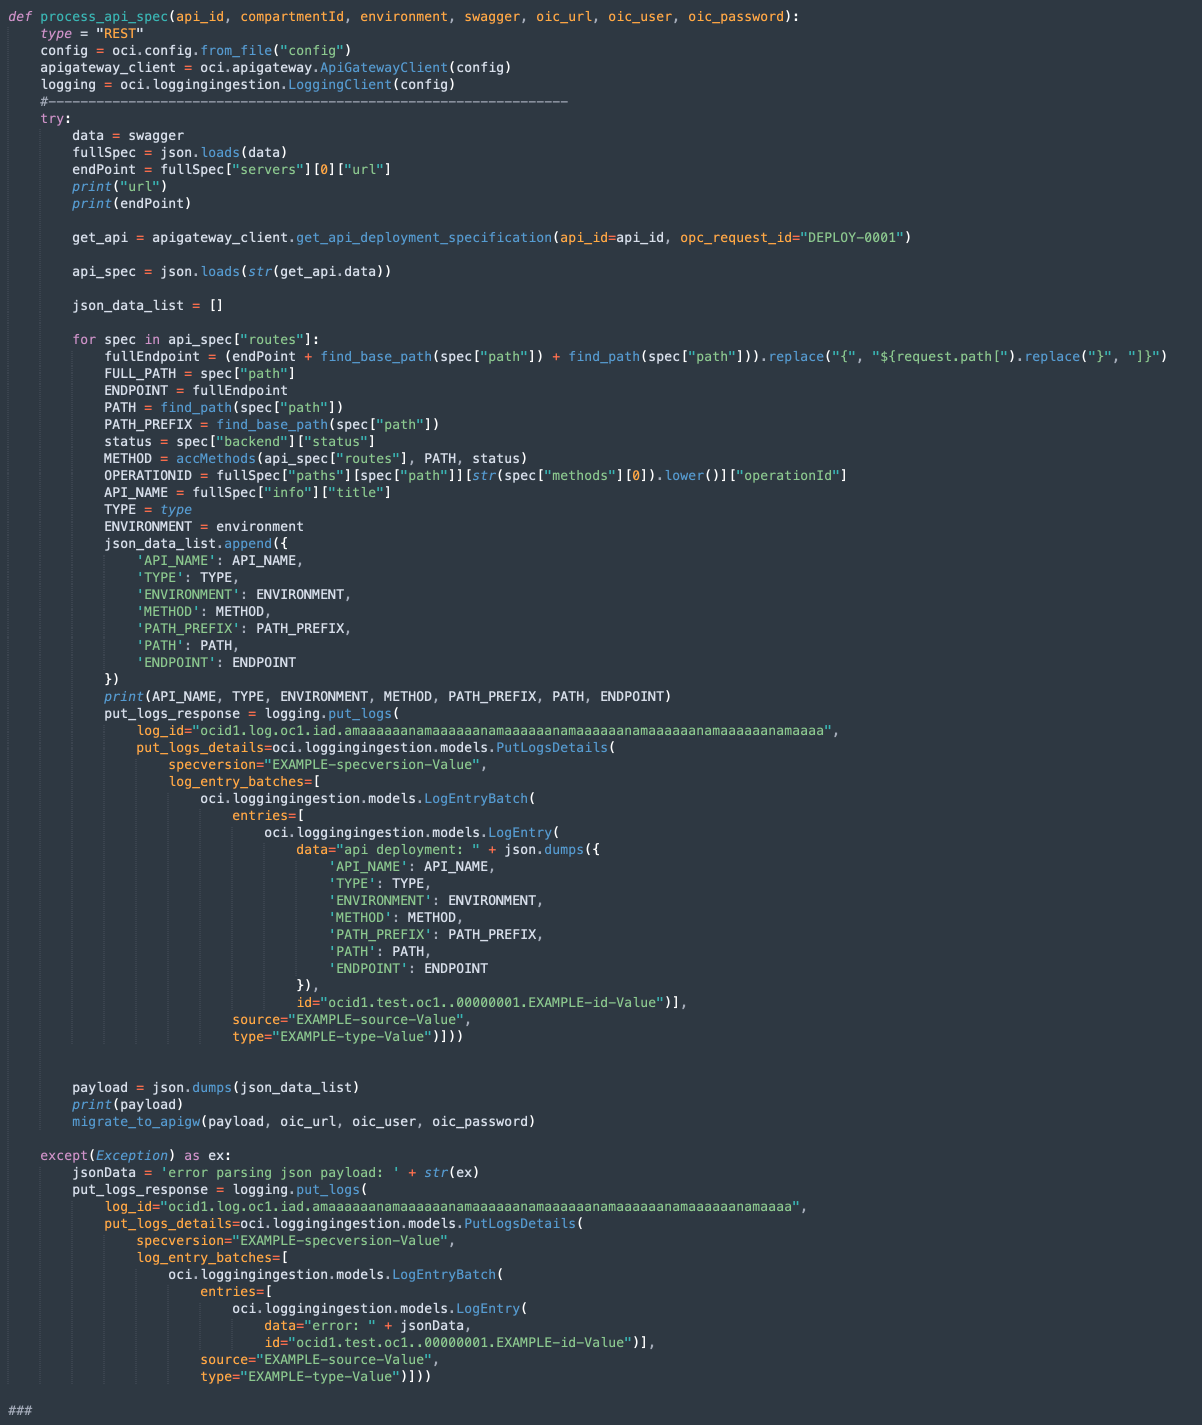 def process_api_spec(api_id, compartmentId, environment, swagger, oic_url, oic_user, oic_password):
    type = "REST"
    config = oci.config.from_file("config")
    apigateway_client = oci.apigateway.ApiGatewayClient(config)
    logging = oci.loggingingestion.LoggingClient(config)
    #-----------------------------------------------------------------
    try:
        data = swagger
        fullSpec = json.loads(data)
        endPoint = fullSpec["servers"][0]["url"]
        print("url")
        print(endPoint)

        get_api = apigateway_client.get_api_deployment_specification(api_id=api_id, opc_request_id="DEPLOY-0001")

        api_spec = json.loads(str(get_api.data))

        json_data_list = []

        for spec in api_spec["routes"]:
            fullEndpoint = (endPoint + find_base_path(spec["path"]) + find_path(spec["path"])).replace("{", "${request.path[").replace("}", "]}")
            FULL_PATH = spec["path"]
            ENDPOINT = fullEndpoint
            PATH = find_path(spec["path"])
            PATH_PREFIX = find_base_path(spec["path"])
            status = spec["backend"]["status"]
            METHOD = accMethods(api_spec["routes"], PATH, status)
            OPERATIONID = fullSpec["paths"][spec["path"]][str(spec["methods"][0]).lower()]["operationId"]
            API_NAME = fullSpec["info"]["title"]
            TYPE = type
            ENVIRONMENT = environment
            json_data_list.append({
                'API_NAME': API_NAME,
                'TYPE': TYPE,
                'ENVIRONMENT': ENVIRONMENT,
                'METHOD': METHOD,
                'PATH_PREFIX': PATH_PREFIX,
                'PATH': PATH,
                'ENDPOINT': ENDPOINT
            })
            print(API_NAME, TYPE, ENVIRONMENT, METHOD, PATH_PREFIX, PATH, ENDPOINT)
            put_logs_response = logging.put_logs(
                log_id="ocid1.log.oc1.iad.amaaaaaanamaaaaaanamaaaaaanamaaaaaanamaaaaaanamaaaaaanamaaaa",
                put_logs_details=oci.loggingingestion.models.PutLogsDetails(
                    specversion="EXAMPLE-specversion-Value",
                    log_entry_batches=[
                        oci.loggingingestion.models.LogEntryBatch(
                            entries=[
                                oci.loggingingestion.models.LogEntry(
                                    data="api deployment: " + json.dumps({
                                        'API_NAME': API_NAME,
                                        'TYPE': TYPE,
                                        'ENVIRONMENT': ENVIRONMENT,
                                        'METHOD': METHOD,
                                        'PATH_PREFIX': PATH_PREFIX,
                                        'PATH': PATH,
                                        'ENDPOINT': ENDPOINT
                                    }),
                                    id="ocid1.test.oc1..00000001.EXAMPLE-id-Value")],
                            source="EXAMPLE-source-Value",
                            type="EXAMPLE-type-Value")]))


        payload = json.dumps(json_data_list)
        print(payload)
        migrate_to_apigw(payload, oic_url, oic_user, oic_password)

    except(Exception) as ex:
        jsonData = 'error parsing json payload: ' + str(ex)
        put_logs_response = logging.put_logs(
            log_id="ocid1.log.oc1.iad.amaaaaaanamaaaaaanamaaaaaanamaaaaaanamaaaaaanamaaaaaanamaaaa",
            put_logs_details=oci.loggingingestion.models.PutLogsDetails(
                specversion="EXAMPLE-specversion-Value",
                log_entry_batches=[
                    oci.loggingingestion.models.LogEntryBatch(
                        entries=[
                            oci.loggingingestion.models.LogEntry(
                                data="error: " + jsonData,
                                id="ocid1.test.oc1..00000001.EXAMPLE-id-Value")],
                        source="EXAMPLE-source-Value",
                        type="EXAMPLE-type-Value")]))

###